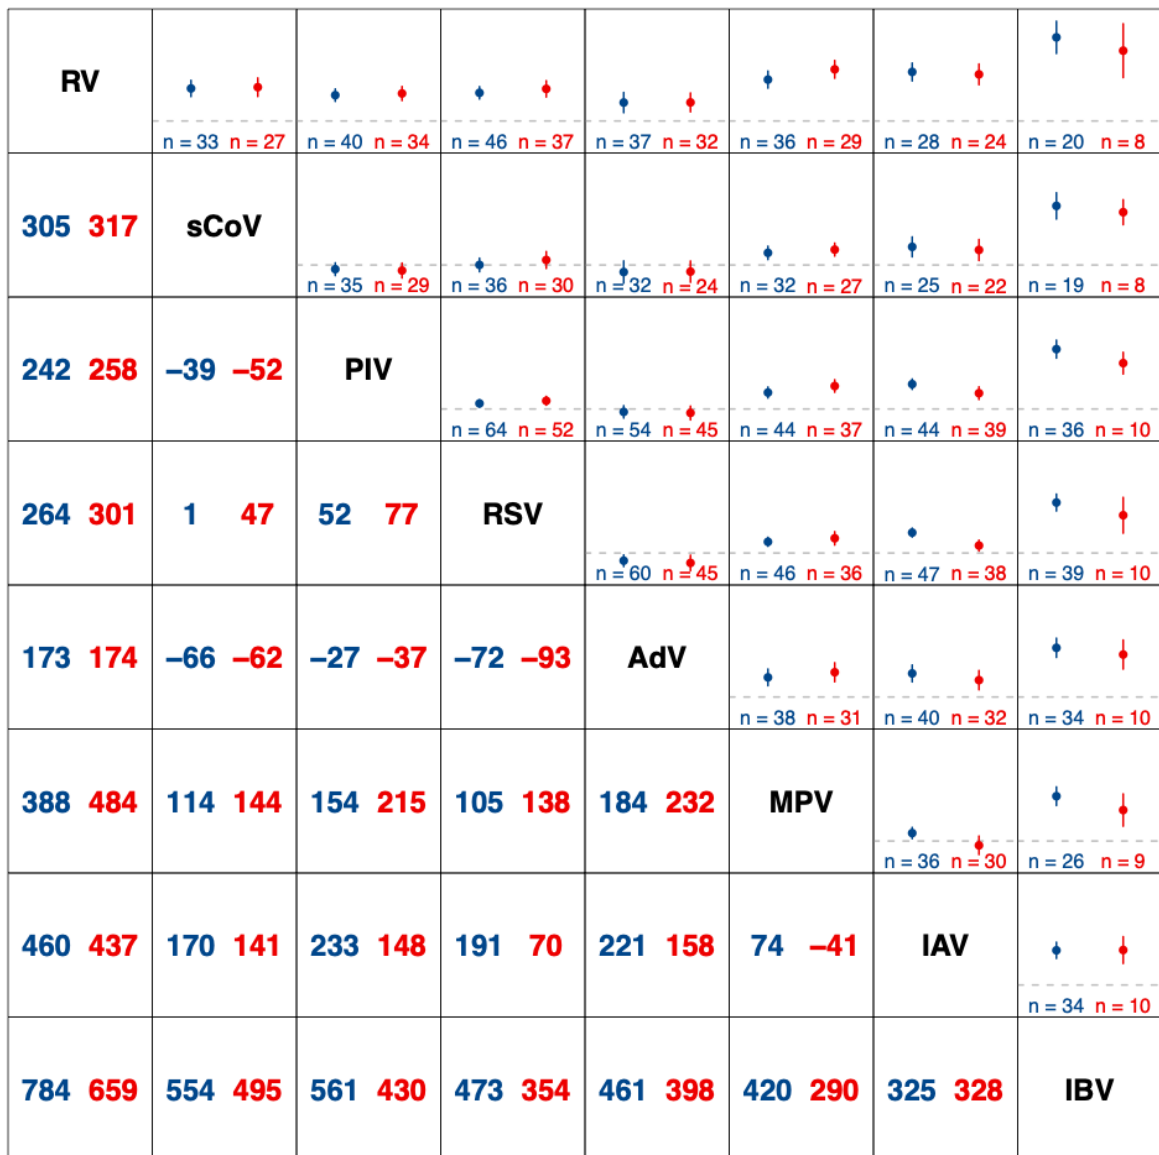 RV
n = 33 n = 27 n = 40 n = 34 n = 46 n = 37 n = 37 n = 32 n = 36 n = 29 n = 28 n = 24 n = 20 n = 8
305 317 sCoV
n = 35 n = 29 n = 36 n = 30 n = 32 n = 24 n = 32 n = 27 n = 25 n = 22 n = 19 n = 8
242 258 −39 −52 PIV
n = 64 n = 52 n = 54 n = 45 n = 44 n = 37 n = 44 n = 39 n = 36 n = 10
264 301 1 47 52 77 RSV
n = 60 n = 45 n = 46 n = 36 n = 47 n = 38 n = 39 n = 10
173 174 −66 −62 −27 −37 −72 −93 AdV
n = 38 n = 31 n = 40 n = 32 n = 34 n = 10
388 484 114 144 154 215 105 138 184 232 MPV
n = 36 n = 30 n = 26 n = 9
460 437 170 141 233 148 191 70 221 158 74 −41 IAV
n = 34 n = 10
784 659 554 495 561 430 473 354 461 398 420 290 325 328 IBV